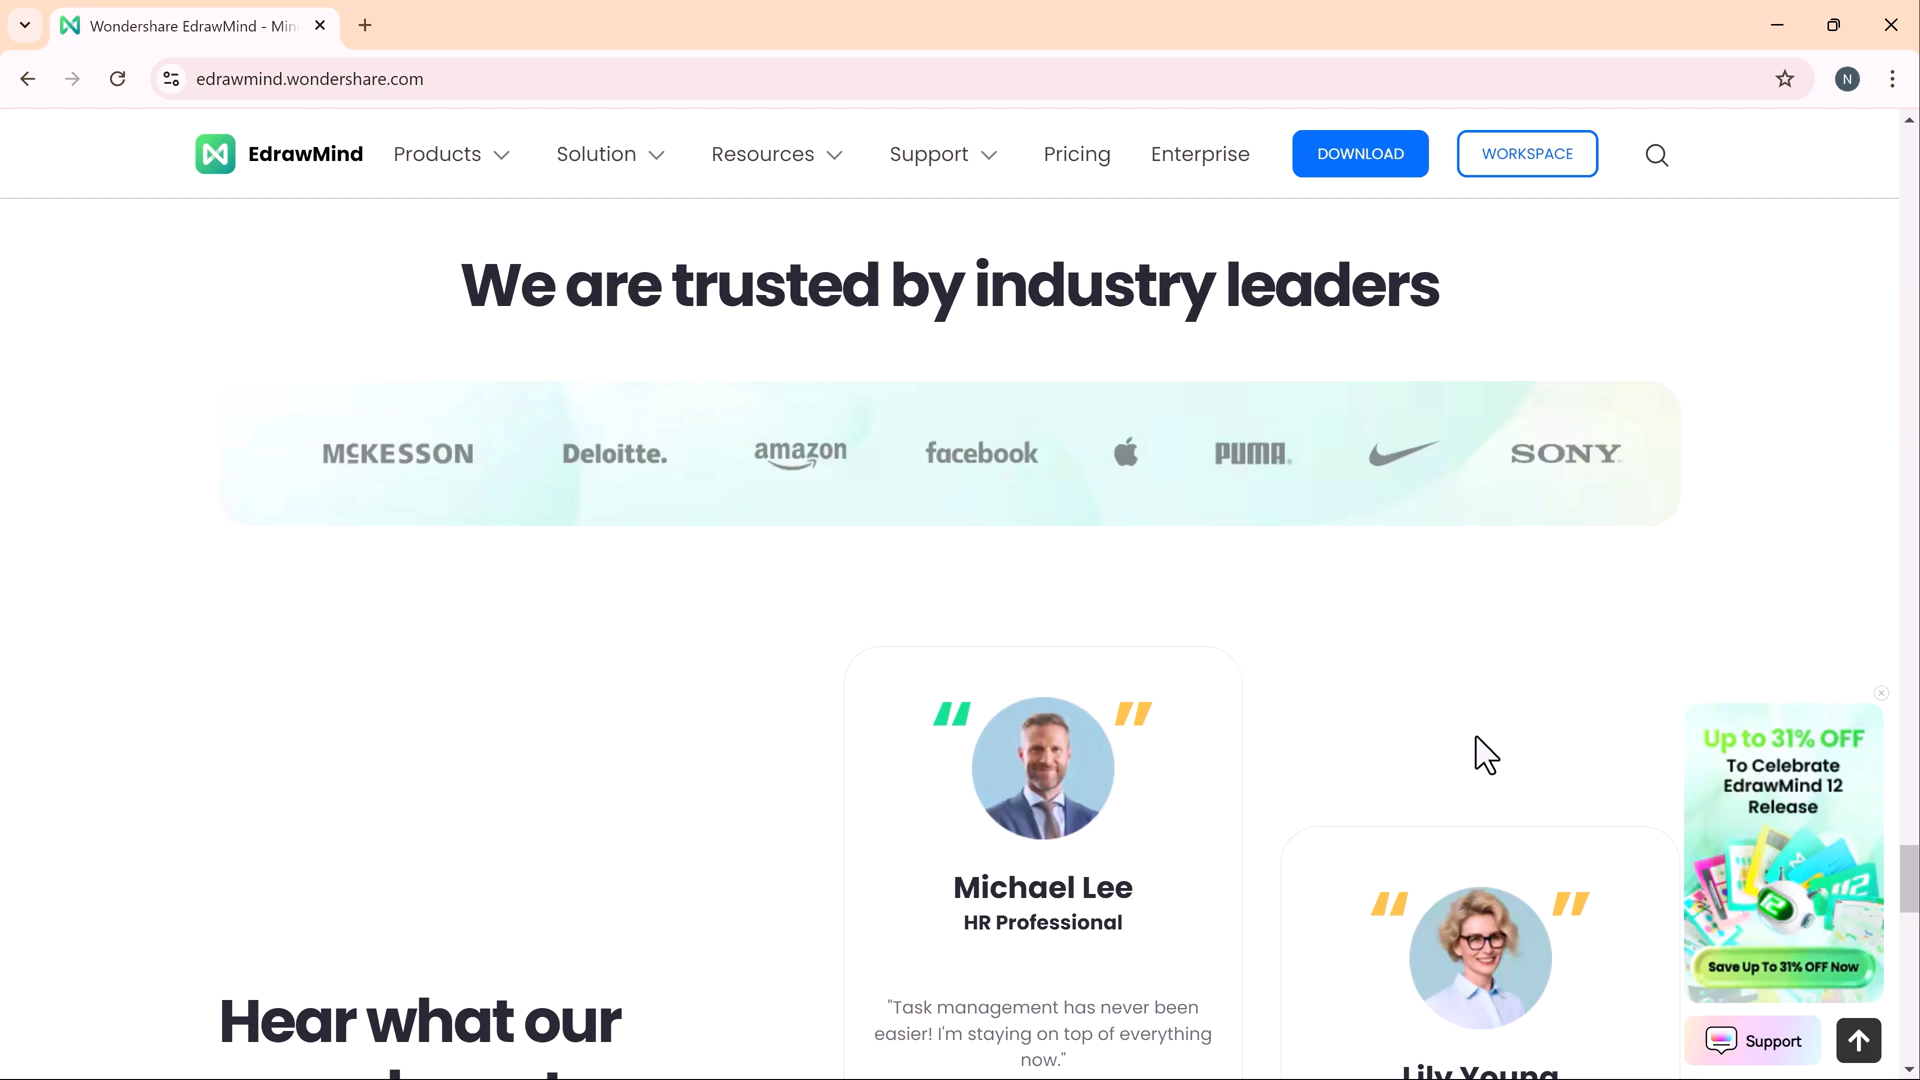 Wondershare EdrawMind - Min
edrawmind.wondershare.com
N
EdrawMind Products Solution Resources Support Pricing Enterprise DOWNLOAD WORKSPACE
We are trusted by industry leaders
MCKESSON Deloitte. amazon facebook PUMA SONY
Michael Lee
HR Professional
"Task management has never been
easier! I'm staying on top of everything
now."
Lily Young
Hear what our
Up to 31% OFF
To Celebrate
EdrawMind 12
Release
12
Save Up To 31% OFF Now
Support